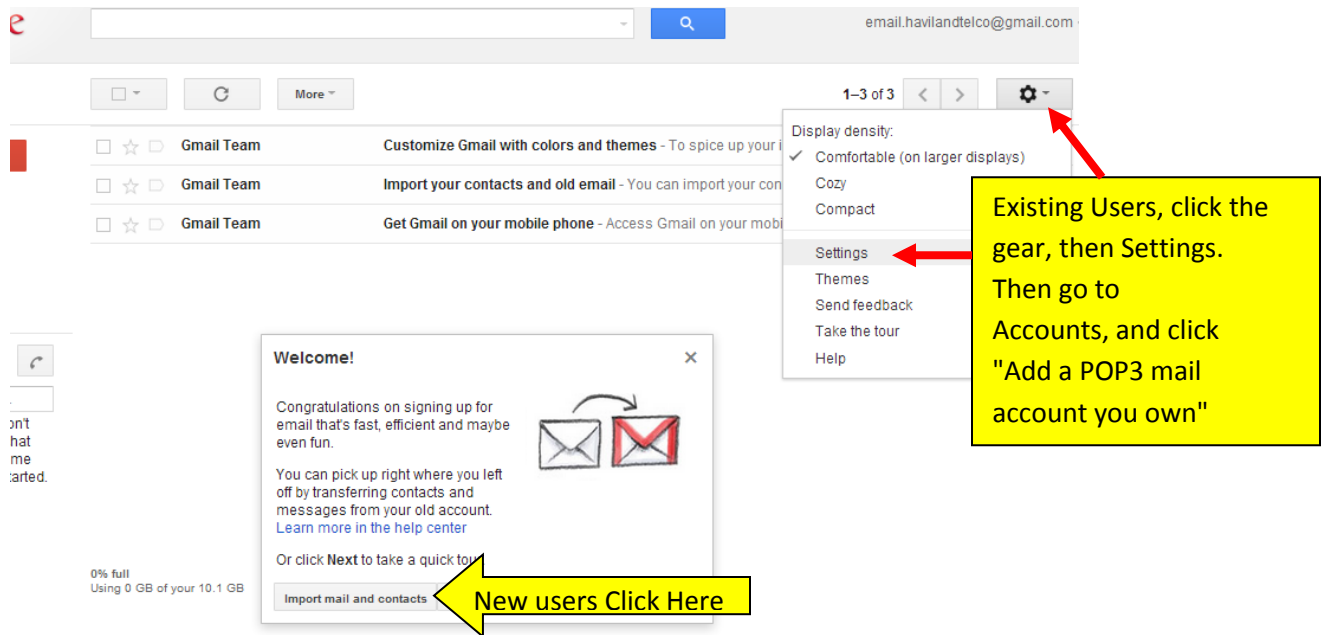 e
email.havilandtelco@gmail.com
More
1–3 of 3
Gmail Team Customize Gmail with colors and themes - To spice up your i
Gmail Team Import your contacts and old email - You can import your con
Gmail Team Get Gmail on your mobile phone - Access Gmail on your mobi
Display density:
Comfortable (on larger displays)
Cozy
Compact
Settings
Themes
Send feedback
Take the tour
Help
Existing Users, click the
gear, then Settings.
Then go to
Accounts, and click
"Add a POP3 mail
account you own"
on't
hat
me
arted.
Welcome!
Congratulations on signing up for
email that's fast, efficient and maybe
even fun.
You can pick up right where you left
off by transferring contacts and
messages from your old account.
Learn more in the help center
Or click Next to take a quick tou
Import mail and contacts
New users Click Here
0% full
Using 0 GB of your 10.1 GB